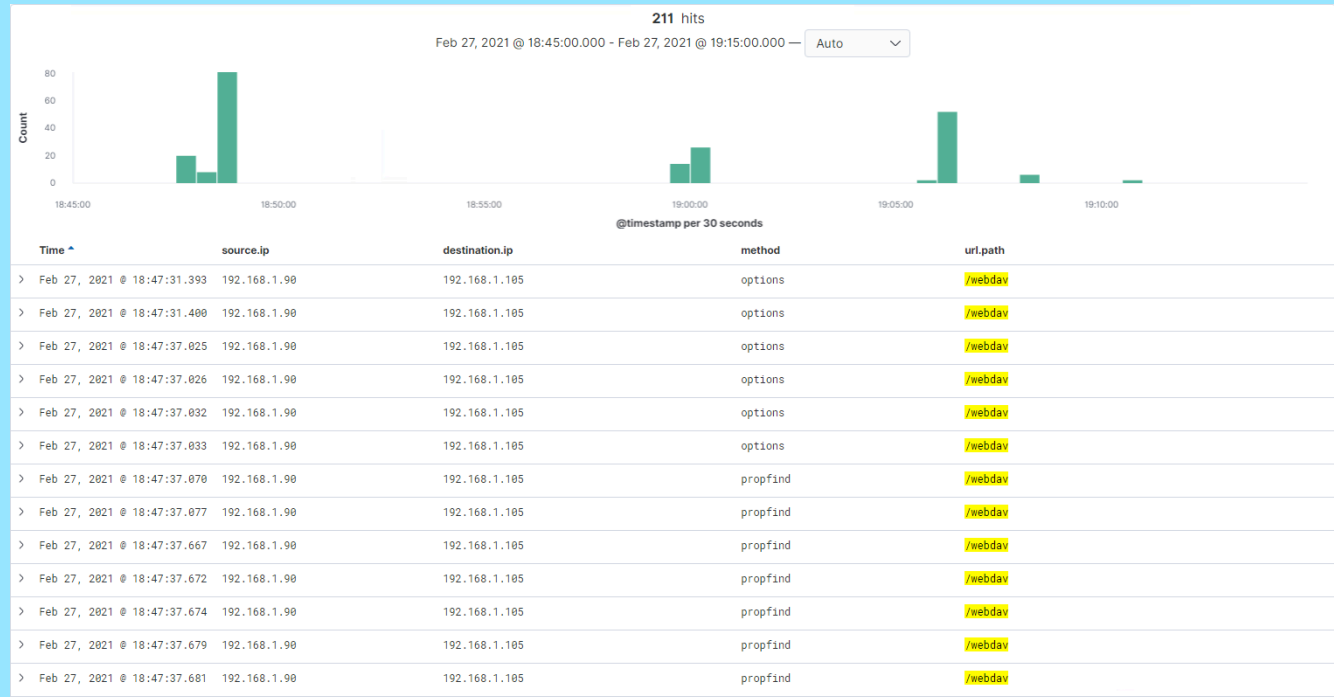 211 hits
Feb 27, 2021 @ 18:45:00.000 - Feb 27, 2021 @ 19:15:00.000 — Auto
80
60
40
20
0
Count
18:45:00 18:50:00 18:55:00 19:00:00 19:05:00 19:10:00
@timestamp per 30 seconds
Time source.ip destination.ip method url.path
Feb 27, 2021 @ 18:47:31.393 192.168.1.90 192.168.1.105 options /webdav
Feb 27, 2021 @ 18:47:31.400 192.168.1.90 192.168.1.105 options /webdav
Feb 27, 2021 @ 18:47:37.025 192.168.1.90 192.168.1.105 options /webdav
Feb 27, 2021 @ 18:47:37.026 192.168.1.90 192.168.1.105 options /webdav
Feb 27, 2021 @ 18:47:37.032 192.168.1.90 192.168.1.105 options /webdav
Feb 27, 2021 @ 18:47:37.033 192.168.1.90 192.168.1.105 options /webdav
Feb 27, 2021 @ 18:47:37.070 192.168.1.90 192.168.1.105 propfind /webdav
Feb 27, 2021 @ 18:47:37.077 192.168.1.90 192.168.1.105 propfind /webdav
Feb 27, 2021 @ 18:47:37.667 192.168.1.90 192.168.1.105 propfind /webdav
Feb 27, 2021 @ 18:47:37.672 192.168.1.90 192.168.1.105 propfind /webdav
Feb 27, 2021 @ 18:47:37.674 192.168.1.90 192.168.1.105 propfind /webdav
Feb 27, 2021 @ 18:47:37.679 192.168.1.90 192.168.1.105 propfind /webdav
Feb 27, 2021 @ 18:47:37.681 192.168.1.90 192.168.1.105 propfind /webdav